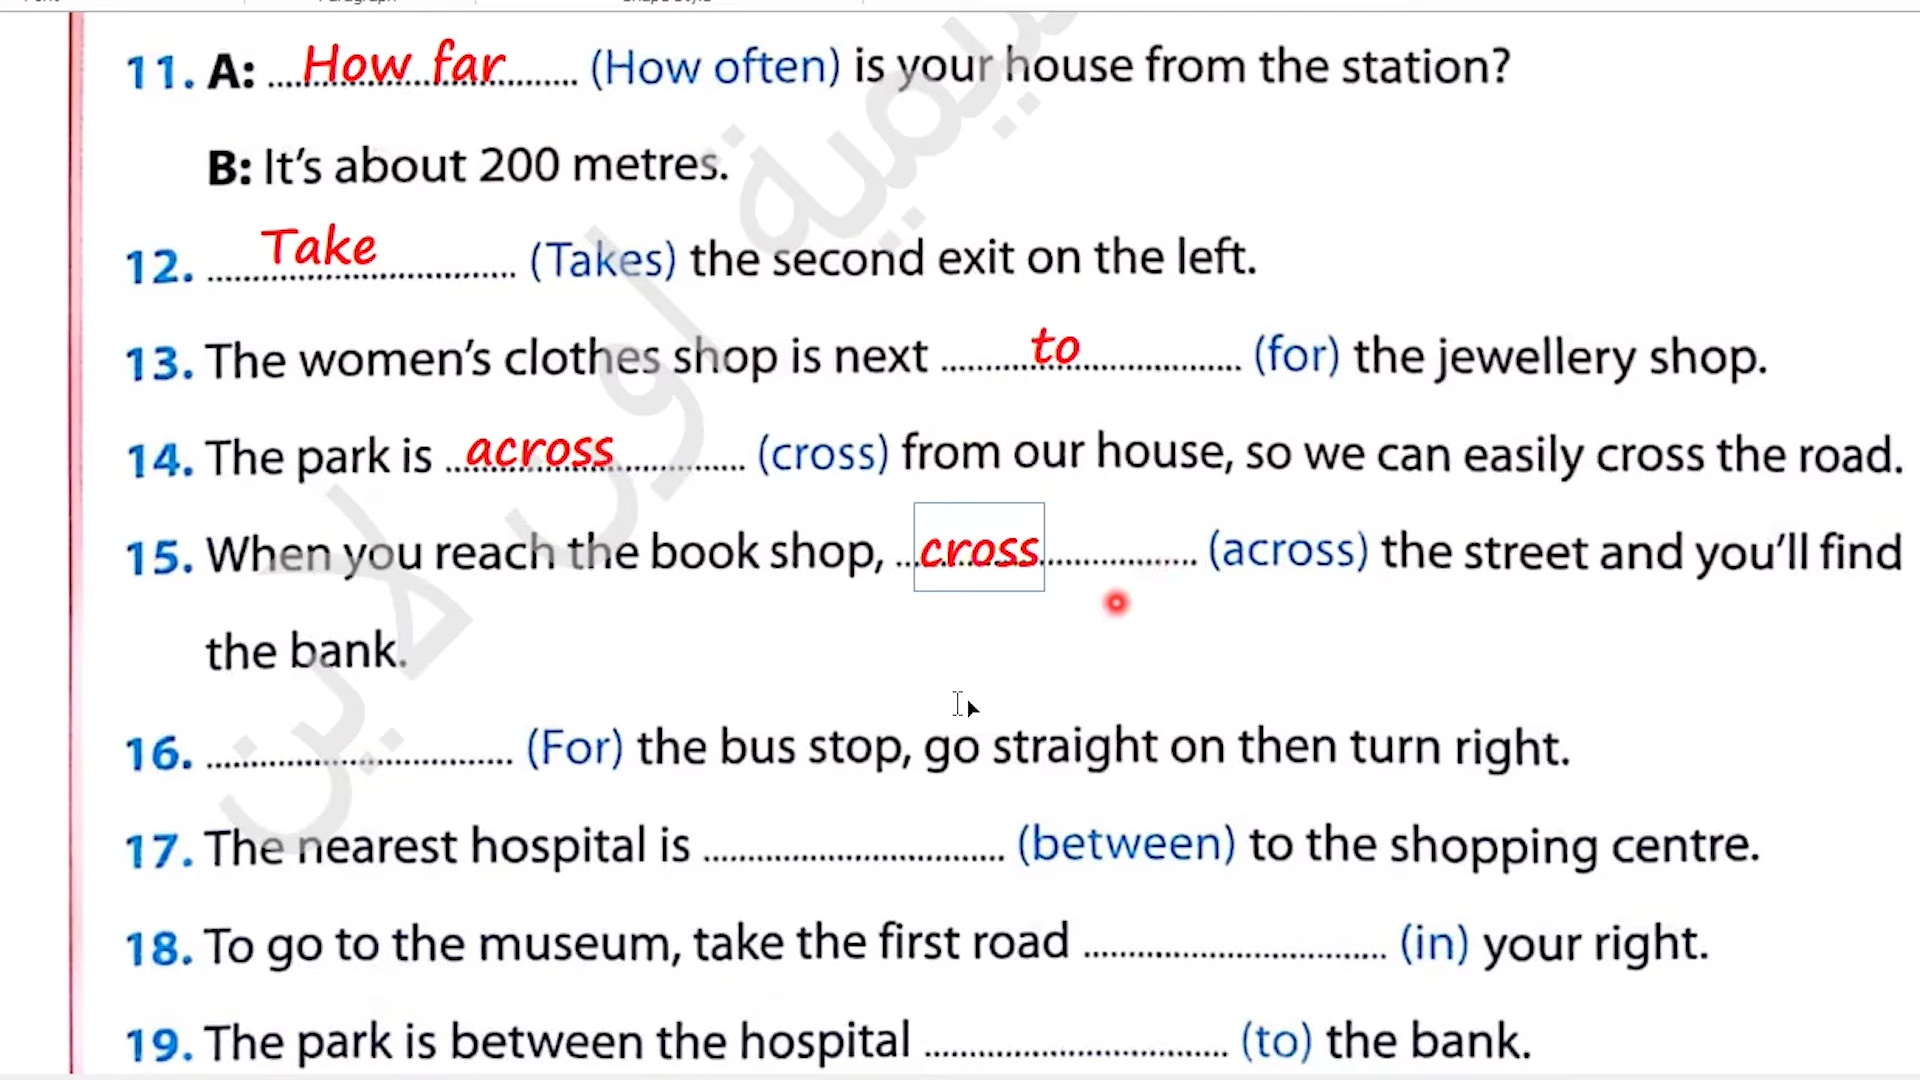 11. A: How far (How often) is your house from the station?
B: It's about 200 metres.
12. Take (Takes) the second exit on the left.
13. The women's clothes shop is next to (for) the jewellery shop.
14. The park is across (cross) from our house, so we can easily cross the road.
15. When you reach the book shop, cross (across) the street and you'll find
the bank.
16. .................................. (For) the bus stop, go straight on then turn right.
17. The nearest hospital is .................................. (between) to the shopping centre.
18. To go to the museum, take the first road .................................. (in) your right.
19. The park is between the hospital .................................. (to) the bank.
اون لاين